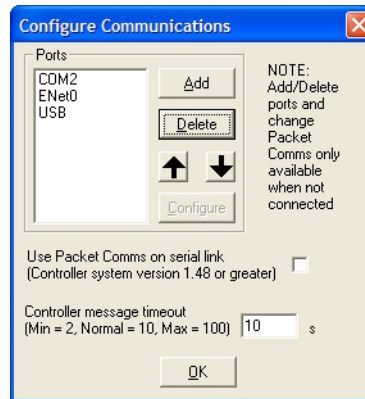 Configure Communications
Ports
COM2
ENet0
USB
Add
Delete
Configure
NOTE:
Add/Delete
ports and
change
Packet
Comms only
available
when not
connected
Use Packet Comms on serial link
(Controller system version 1.48 or greater)
Controller message timeout
(Min = 2, Normal = 10, Max = 100)
10
s
OK